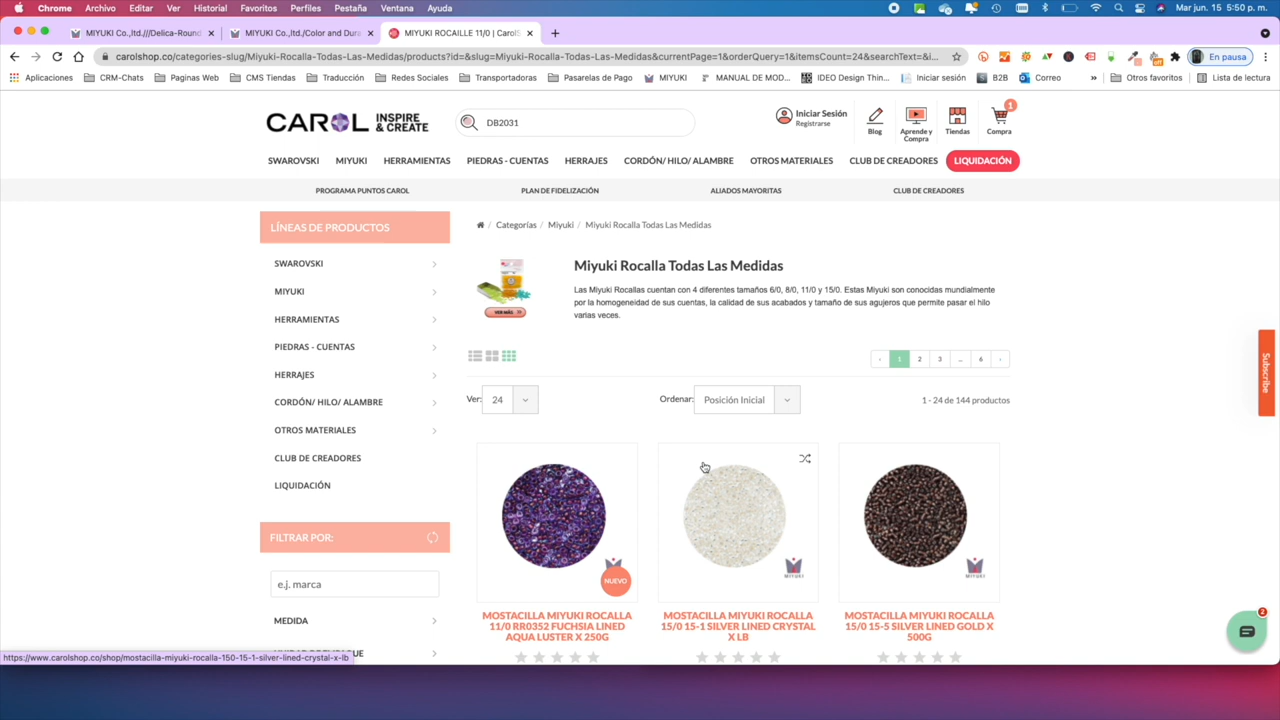 Chrome Archivo Editar Ver Historial Favoritos Perfiles Pestaña Ventana Ayuda
Mar jun. 15 5:00 p. m.
MIYUKI Co.,ltd.///Delica-Round
MIYUKI Co.,ltd./Color and Dura
MIYUKI ROCAILLE 11/0 | CarolS
carolshop.co/categories-slug/Miyuki-Rocalla-Todas-Las-Medidas/products?id=&slug=Miyuki-Rocalla-Todas-Las-Medidas&currentPage=1&orderQuery=1&itemsCount=24&searchText=&i...
En pausa
Aplicaciones CRM-Chats Paginas Web CMS Tiendas Traducción Redes Sociales Transportadoras Pasarelas de Pago MIYUKI MANUAL DE MOD... IDEO Design Thin... Iniciar sesión B2B Correo » Otros favoritos Lista de lectura
CAROL INSPIRE & CREATE
DB2031
Iniciar Sesión
Registrarse
Blog
Aprende y Compra
Tiendas
1
Compra
SWAROVSKI MIYUKI HERRAMIENTAS PIEDRAS - CUENTAS HERRAJES CORDÓN/ HILO/ ALAMBRE OTROS MATERIALES CLUB DE CREADORES LIQUIDACIÓN
PROGRAMA PUNTOS CAROL PLAN DE FIDELIZACIÓN ALIADOS MAYORITAS CLUB DE CREADORES
LÍNEAS DE PRODUCTOS
SWAROVSKI
MIYUKI
HERRAMIENTAS
PIEDRAS - CUENTAS
HERRAJES
CORDÓN/ HILO/ ALAMBRE
OTROS MATERIALES
CLUB DE CREADORES
LIQUIDACIÓN
FILTRAR POR:
e.j. marca
MEDIDA
/ Categorías / Miyuki / Miyuki Rocalla Todas Las Medidas
VER MÁS
Miyuki Rocalla Todas Las Medidas
Las Miyuki Rocallas cuentan con 4 diferentes tamaños 6/0, 8/0, 11/0 y 15/0. Estas Miyuki son conocidas mundialmente
por la homogeneidad de sus cuentas, la calidad de sus acabados y tamaño de sus agujeros que permite pasar el hilo
varias veces.
‹ 1 2 3 ... 6 ›
Ver: 24
Ordenar: Posición Inicial
1 - 24 de 144 productos
MIYUKI
NUEVO
MOSTACILLA MIYUKI ROCALLA
11/0 RR0352 FUCHSIA LINED
AQUA LUSTER X 250G
MIYUKI
MOSTACILLA MIYUKI ROCALLA
15/0 15-1 SILVER LINED CRYSTAL
X LB
MIYUKI
MOSTACILLA MIYUKI ROCALLA
15/0 15-5 SILVER LINED GOLD X
500G
Subscribe
2
https://www.carolshop.co/shop/mostacilla-miyuki-rocalla-150-15-1-silver-lined-crystal-x-lb